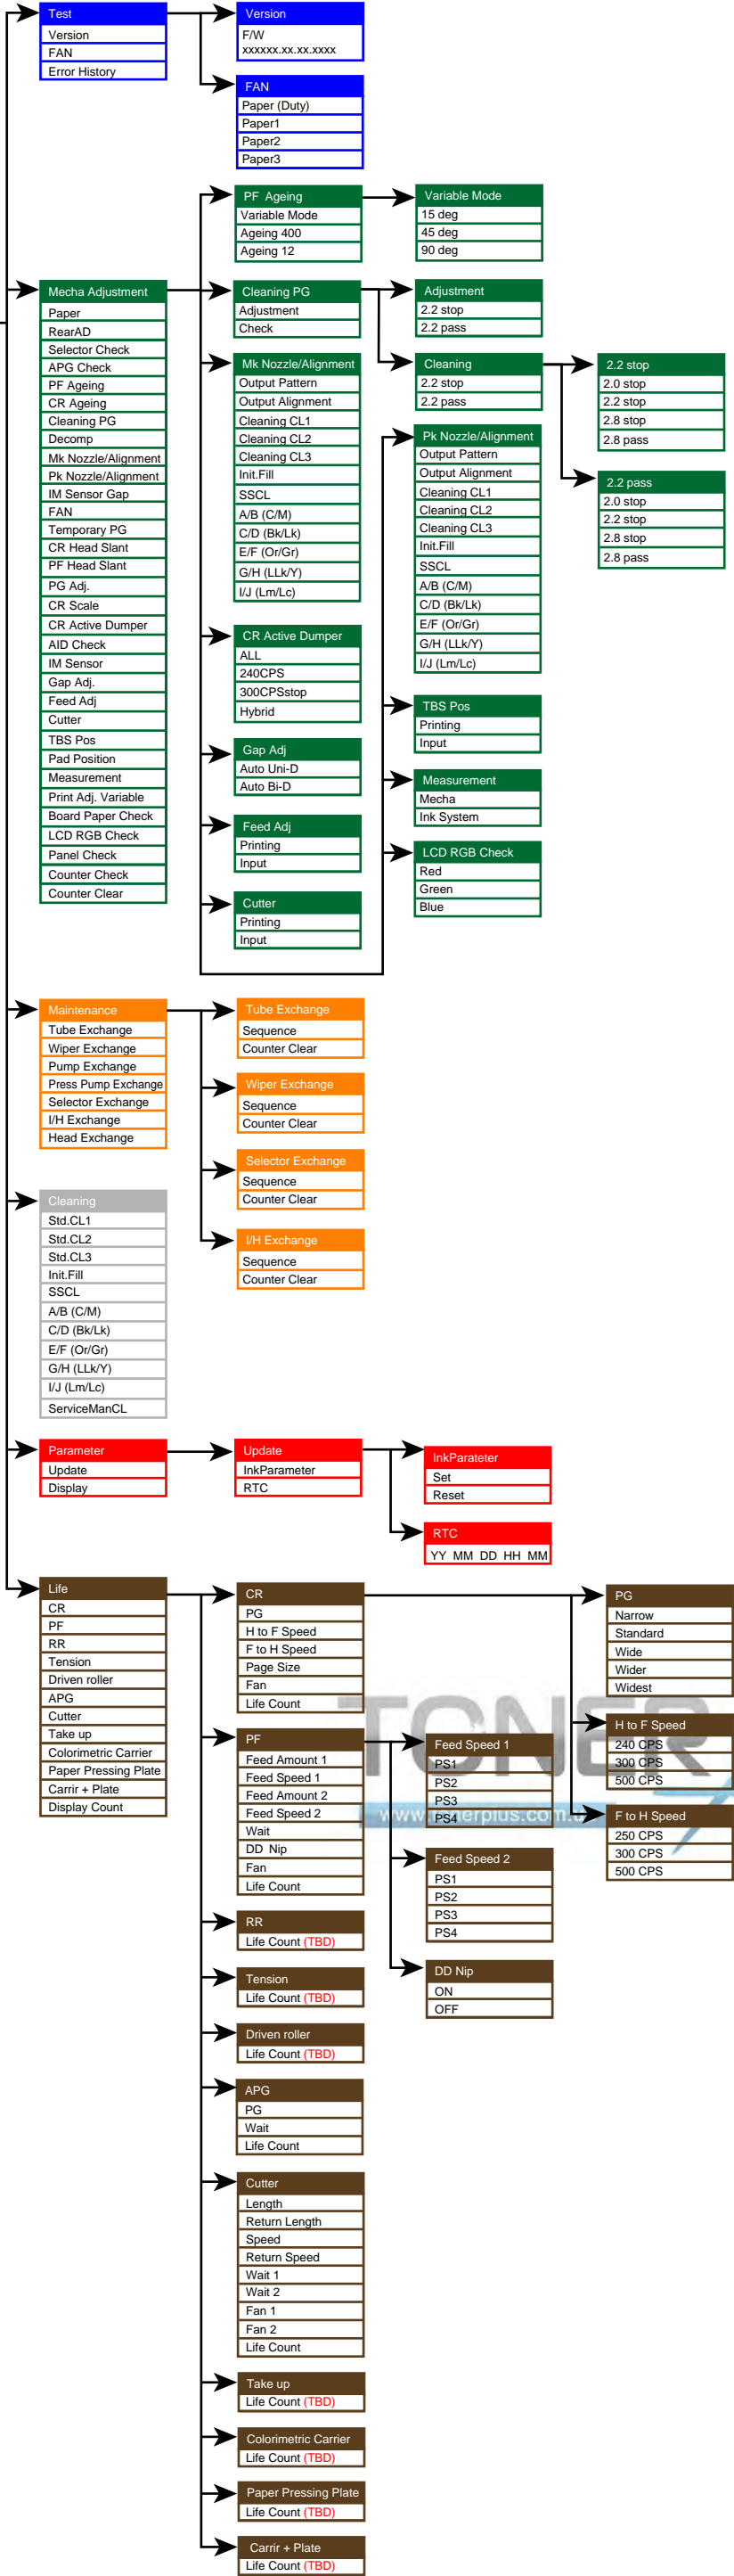 Test
Version
FAN
Error History
Version
F/W
xxxxxx.xx.xx.xxxx
FAN
Paper (Duty)
Paper1
Paper2
Paper3
Mecha Adjustment
Paper
RearAD
Selector Check
APG Check
PF Ageing
CR Ageing
Cleaning PG
Decomp
Mk Nozzle/Alignment
Pk Nozzle/Alignment
IM Sensor Gap
FAN
Temporary PG
CR Head Slant
PF Head Slant
PG Adj.
CR Scale
CR Active Dumper
AID Check
IM Sensor
Gap Adj.
Feed Adj
Cutter
TBS Pos
Pad Position
Measurement
Print Adj. Variable
Board Paper Check
LCD RGB Check
Panel Check
Counter Check
Counter Clear
PF Ageing
Variable Mode
Ageing 400
Ageing 12
Variable Mode
15 deg
45 deg
90 deg
Cleaning PG
Adjustment
Check
Adjustment
2.2 stop
2.2 pass
Cleaning
2.2 stop
2.2 pass
2.2 stop
2.0 stop
2.2 stop
2.8 stop
2.8 pass
2.2 pass
2.0 stop
2.2 stop
2.8 stop
2.8 pass
Mk Nozzle/Alignment
Output Pattern
Output Alignment
Cleaning CL1
Cleaning CL2
Cleaning CL3
Init.Fill
SSCL
A/B (C/M)
C/D (Bk/Lk)
E/F (Or/Gr)
G/H (LLk/Y)
I/J (Lm/Lc)
CR Active Dumper
ALL
240CPS
300CPSstop
Hybrid
Gap Adj
Auto Uni-D
Auto Bi-D
Feed Adj
Printing
Input
Cutter
Printing
Input
Pk Nozzle/Alignment
Output Pattern
Output Alignment
Cleaning CL1
Cleaning CL2
Cleaning CL3
Init.Fill
SSCL
A/B (C/M)
C/D (Bk/Lk)
E/F (Or/Gr)
G/H (LLk/Y)
I/J (Lm/Lc)
TBS Pos
Printing
Input
Measurement
Mecha
Ink System
LCD RGB Check
Red
Green
Blue
Maintenance
Tube Exchange
Wiper Exchange
Pump Exchange
Press Pump Exchange
Selector Exchange
I/H Exchange
Head Exchange
Tube Exchange
Sequence
Counter Clear
Wiper Exchange
Sequence
Counter Clear
Selector Exchange
Sequence
Counter Clear
I/H Exchange
Sequence
Counter Clear
Cleaning
Std.CL1
Std.CL2
Std.CL3
Init.Fill
SSCL
A/B (C/M)
C/D (Bk/Lk)
E/F (Or/Gr)
G/H (LLk/Y)
I/J (Lm/Lc)
ServiceManCL
Parameter
Update
Display
Update
InkParameter
RTC
InkParateter
Set
Reset
RTC
YY MM DD HH MM
Life
CR
PF
RR
Tension
Driven roller
APG
Cutter
Take up
Colorimetric Carrier
Paper Pressing Plate
Carrir + Plate
Display Count
CR
PG
H to F Speed
F to H Speed
Page Size
Fan
Life Count
PG
Narrow
Standard
Wide
Wider
Widest
H to F Speed
240 CPS
300 CPS
500 CPS
F to H Speed
250 CPS
300 CPS
500 CPS
PF
Feed Amount 1
Feed Speed 1
Feed Amount 2
Feed Speed 2
Wait
DD Nip
Fan
Life Count
Feed Speed 1
PS1
PS2
PS3
PS4
Feed Speed 2
PS1
PS2
PS3
PS4
DD Nip
ON
OFF
RR
Life Count (TBD)
Tension
Life Count (TBD)
Driven roller
Life Count (TBD)
APG
PG
Wait
Life Count
Cutter
Length
Return Length
Speed
Return Speed
Wait 1
Wait 2
Fan 1
Fan 2
Life Count
Take up
Life Count (TBD)
Colorimetric Carrier
Life Count (TBD)
Paper Pressing Plate
Life Count (TBD)
Carrir + Plate
Life Count (TBD)
TONER